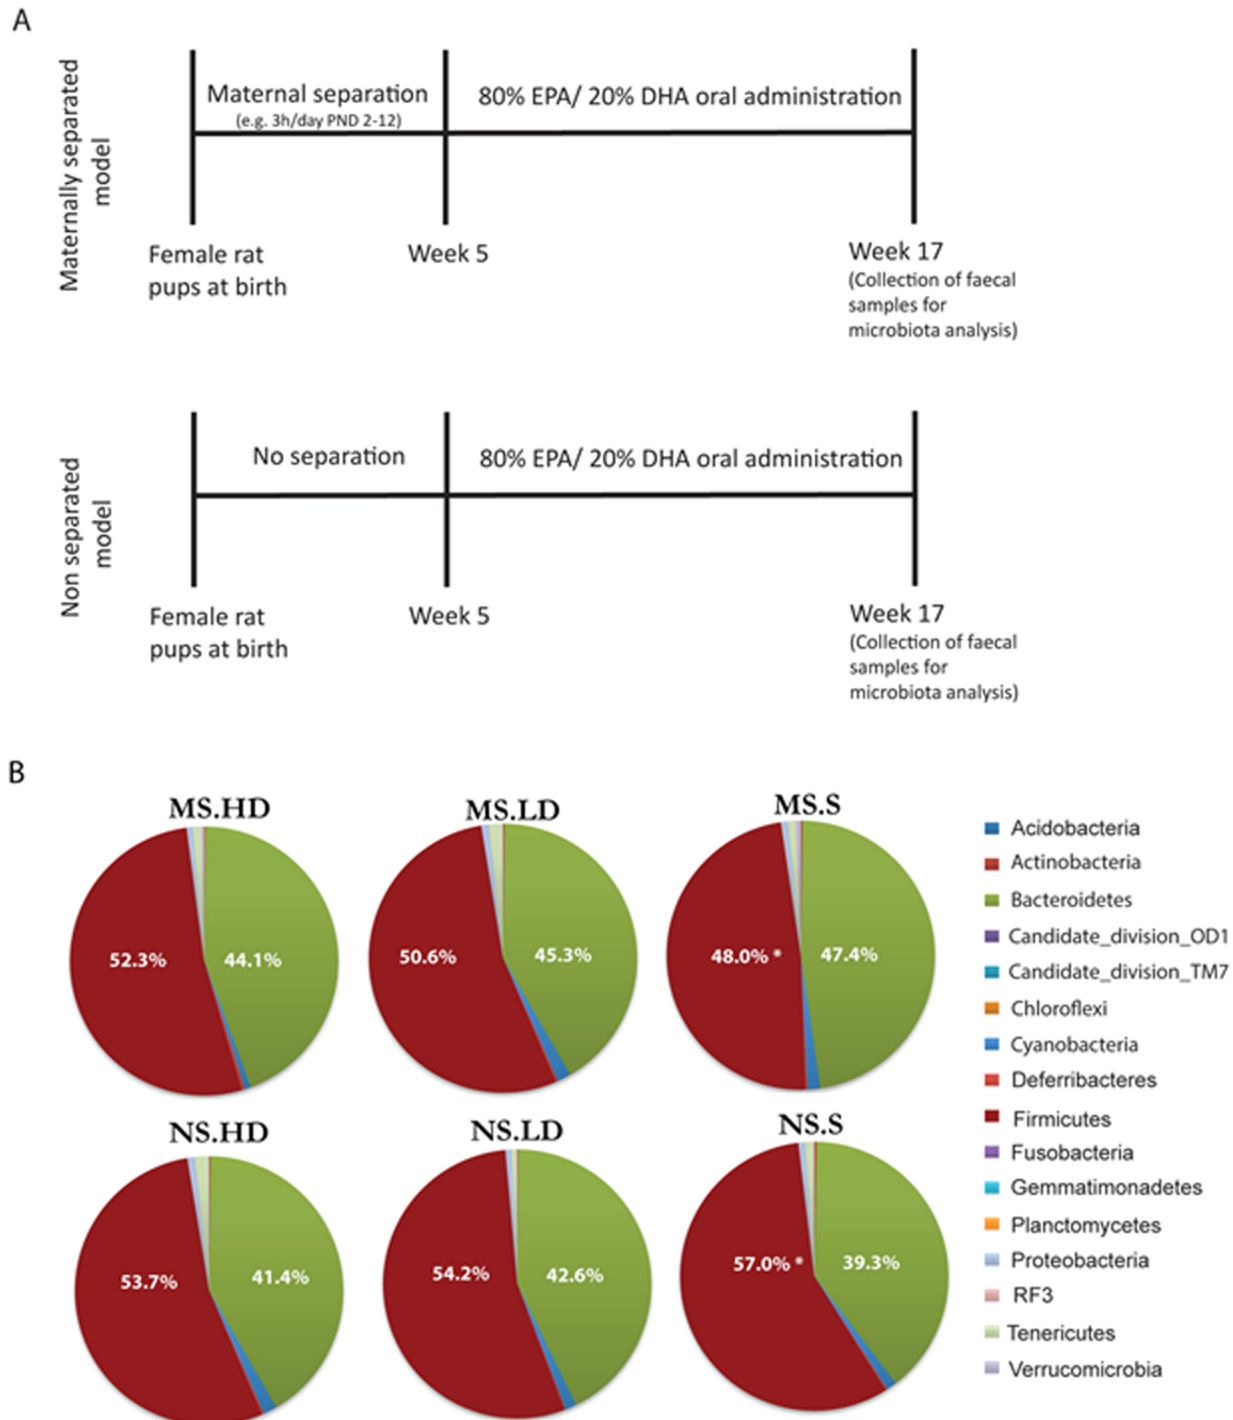 A
Maternally separated
model
Maternal separation
(e.g. 3h/day PND 2-12)
80% EPA/ 20% DHA oral administration
Female rat
pups at birth
Week 5
Week 17
(Collection of faecal
samples for
microbiota analysis)
Non separated
model
No separation
80% EPA/ 20% DHA oral administration
Female rat
pups at birth
Week 5
Week 17
(Collection of faecal
samples for
microbiota analysis)
B
MS.HD
52.3%
44.1%
MS.LD
50.6%
45.3%
MS.S
48.0% *
47.4%
NS.HD
53.7%
41.4%
NS.LD
54.2%
42.6%
NS.S
57.0% *
39.3%
Acidobacteria
Actinobacteria
Bacteroidetes
Candidate_division_OD1
Candidate_division_TM7
Chloroflexi
Cyanobacteria
Deferribacteres
Firmicutes
Fusobacteria
Gemmatimonadetes
Planctomycetes
Proteobacteria
RF3
Tenericutes
Verrucomicrobia